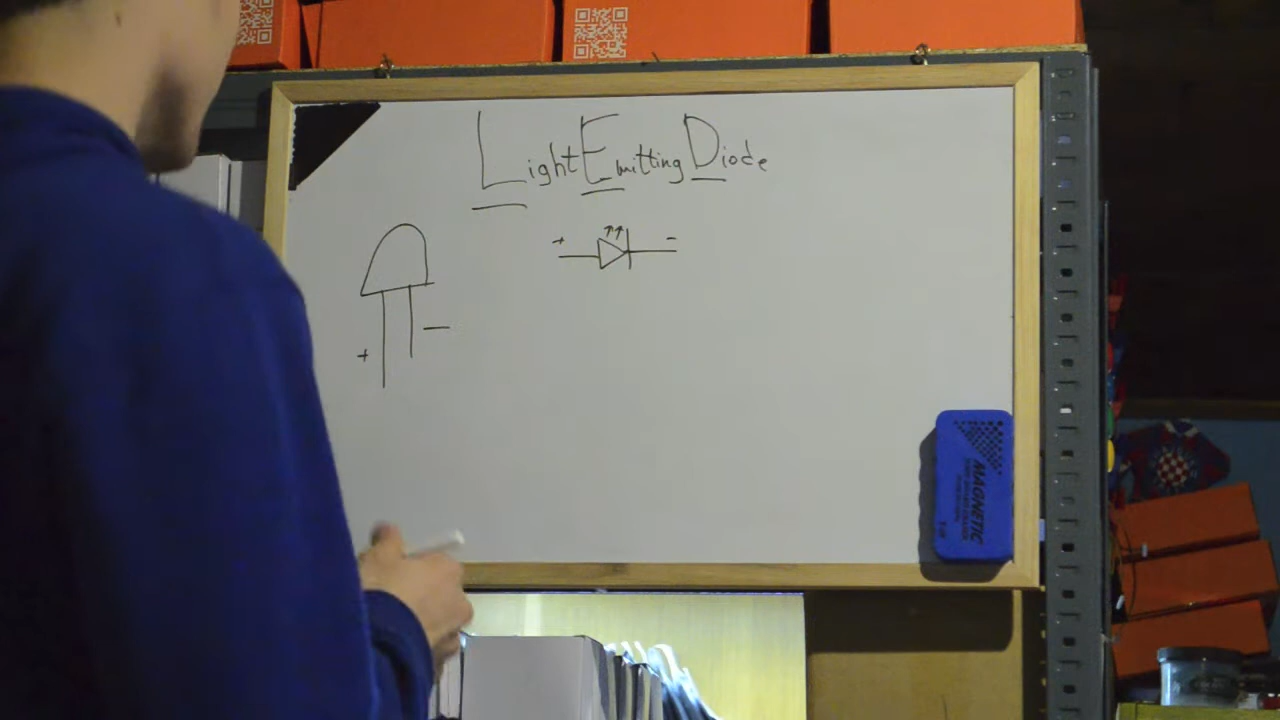 Light Emitting Diode
+ -
+ -
MAGNETIC